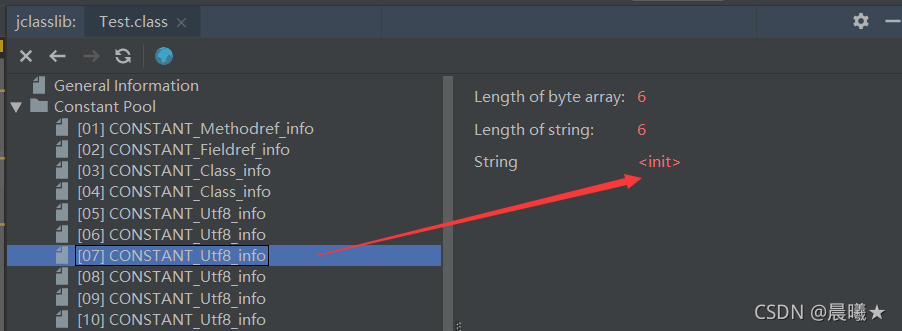 jclasslib: Test.class
General Information
Constant Pool
[01] CONSTANT_Methodref_info
[02] CONSTANT_Fieldref_info
[03] CONSTANT_Class_info
[04] CONSTANT_Class_info
[05] CONSTANT_Utf8_info
[06] CONSTANT_Utf8_info
[07] CONSTANT_Utf8_info
[08] CONSTANT_Utf8_info
[09] CONSTANT_Utf8_info
[10] CONSTANT_Utf8_info
Length of byte array: 6
Length of string: 6
String <init>
CSDN @晨曦★